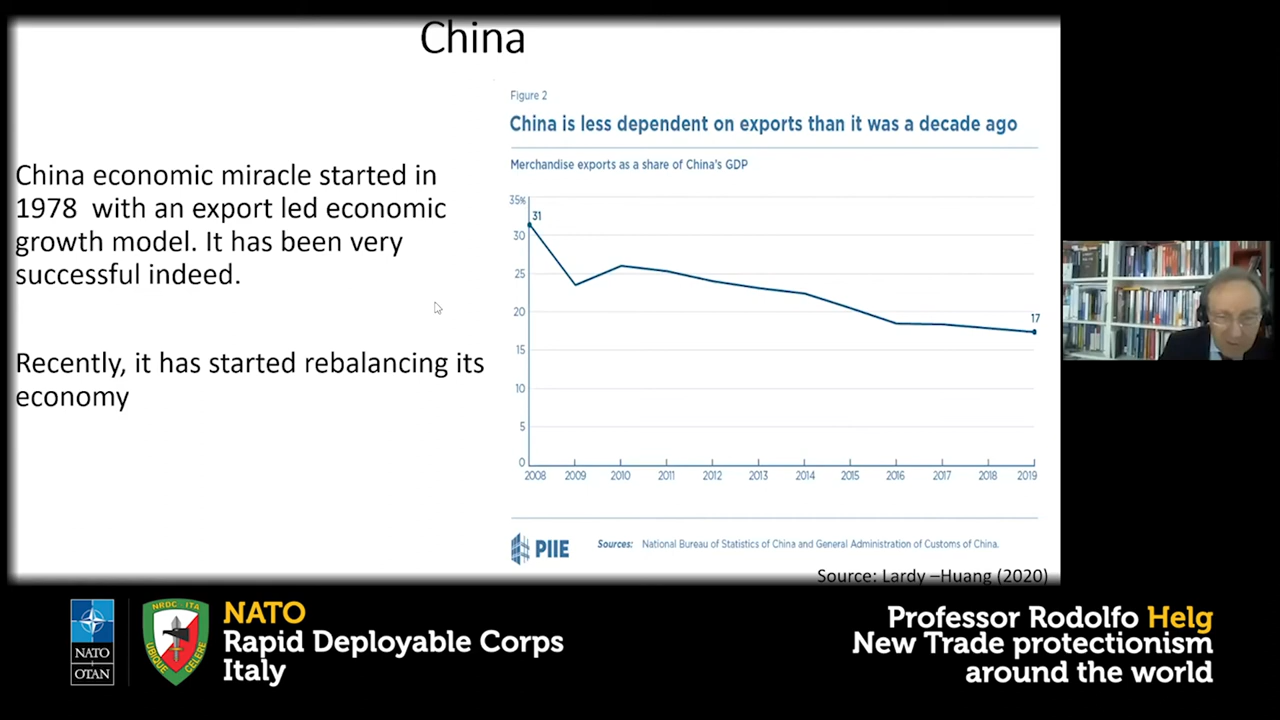 China
China economic miracle started in
1978 with an export led economic
growth model. It has been very
successful indeed.
Recently, it has started rebalancing its
economy
Figure 2
China is less dependent on exports than it was a decade ago
Merchandise exports as a share of China's GDP
35%
30
25
20
15
10
5
0
31
17
2008 2009 2010 2011 2012 2013 2014 2015 2016 2017 2018 2019
PIIE
Sources: National Bureau of Statistics of China and General Administration of Customs of China.
Source: Lardy –Huang (2020)
NATO
OTAN
NRDC ITA
UBIQUE CELERE
NATO
Rapid Deployable Corps
Italy
Professor Rodolfo Helg
New Trade protectionism
around the world